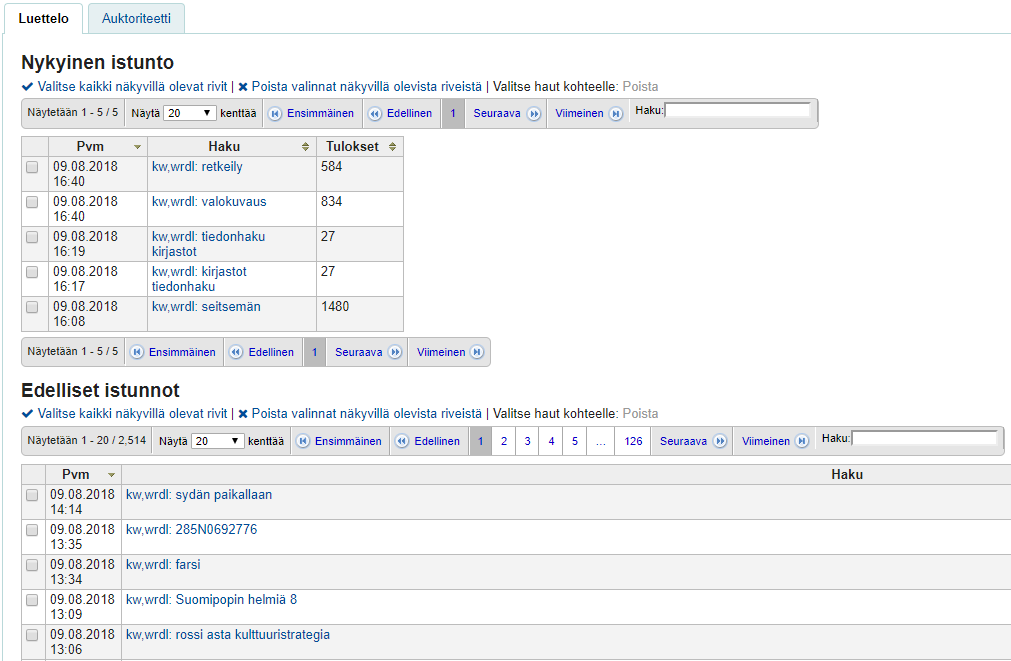 Luettelo Auktoriteetti
Nykyinen istunto
Valitse kaikki näkyvillä olevat rivit | Poista valinnat näkyvillä olevista riveistä | Valitse haut kohteelle: Poista
Näytetään 1 - 5 / 5 Näytä 20 kenttää Ensimmäinen Edellinen 1 Seuraava Viimeinen Haku:
Pvm Haku Tulokset
09.08.2018 kw,wrdl: retkeily 584
16:40
09.08.2018 kw,wrdl: valokuvaus 834
16:40
09.08.2018 kw,wrdl: tiedonhaku 27
16:19 kirjastot
09.08.2018 kw,wrdl: kirjastot 27
16:17 tiedonhaku
09.08.2018 kw,wrdl: seitsemän 1480
16:08
Näytetään 1 - 5 / 5 Ensimmäinen Edellinen 1 Seuraava Viimeinen
Edelliset istunnot
Valitse kaikki näkyvillä olevat rivit | Poista valinnat näkyvillä olevista riveistä | Valitse haut kohteelle: Poista
Näytetään 1 - 20 / 2,514 Näytä 20 kenttää Ensimmäinen Edellinen 1 2 3 4 5 ... 126 Seuraava Viimeinen Haku:
Pvm Haku
09.08.2018 kw,wrdl: sydän paikallaan
14:14
09.08.2018 kw,wrdl: 285N0692776
13:35
09.08.2018 kw,wrdl: farsi
13:34
09.08.2018 kw,wrdl: Suomipopin helmiä 8
13:09
09.08.2018 kw,wrdl: rossi asta kulttuuristrategia
13:06